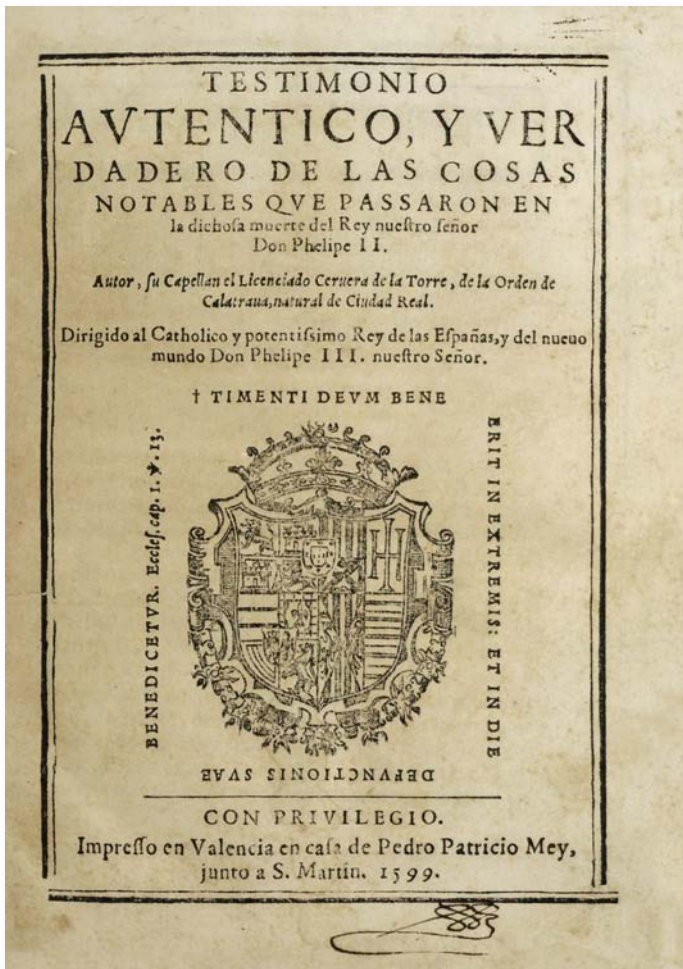 TESTIMONIO
AVTENTICO, Y VER
DADERO DE LAS COSAS
NOTABLES QVE PASSARON EN
la dichoſa muerte del Rey nueſtro ſeñor
Don Phelipe II.
Autor, ſu Capellan el Licenciado Ceruera de la Torre, de la Orden de
Calatraua, natural de Ciudad Real.
Dirigido al Catholico y potentiſsimo Rey de las Eſpañas, y del nueuo
mundo Don Phelipe III. nueſtro Señor.
† TIMENTI DEVM BENE
ERIT IN EXTREMIS: ET IN DIE
DEFVNCTIONIS SVAE
BENEDICETVR. Eccleſ. cap. 1. ℣. 13.
CON PRIVILEGIO.
Impreſſo en Valencia en caſa de Pedro Patricio Mey,
junto a S. Martin. 1599.